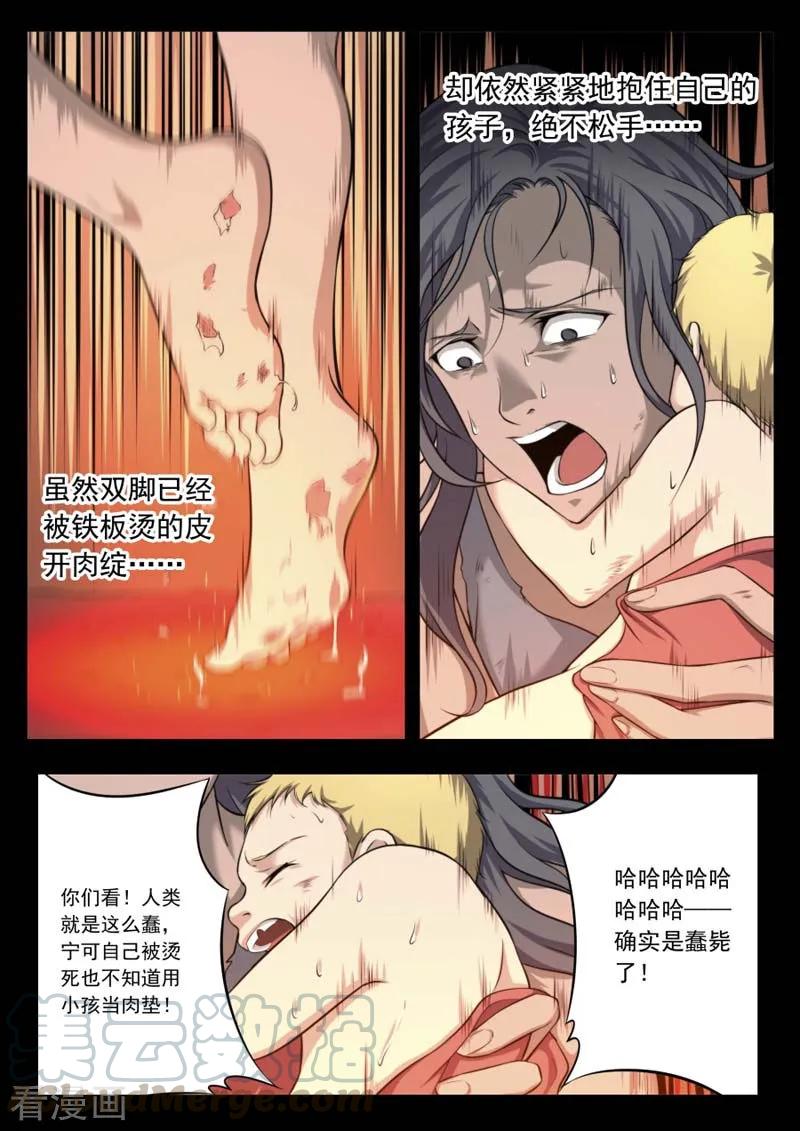 虽然双脚已经
被铁板烫的皮
开肉绽……
却依然紧紧地抱住自己的
孩子，绝不松手……
你们看！人类
就是这么蠢，
宁可自己被烫
死也不知道用
小孩当肉垫！
哈哈哈哈哈
哈哈哈——
确实是蠢毙
了！
集云数据
CloudMerge.com
看漫画